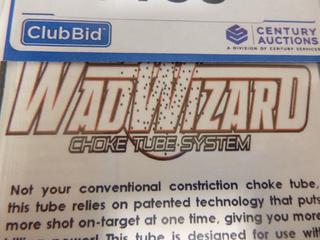 ClubBid™
CENTURY
AUCTIONS
A DIVISION OF CENTURY SERVICES
WADWIZARD
CHOKE TUBE SYSTEM
Not your conventional constriction choke tube,
this tube relies on patented technology that puts
more shot on-target at one time, giving you more
power! This tube is designed for use with